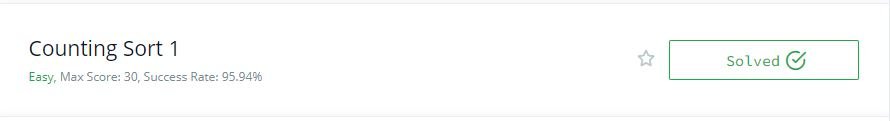 Counting Sort 1
Easy, Max Score: 30, Success Rate: 95.94%
Solved